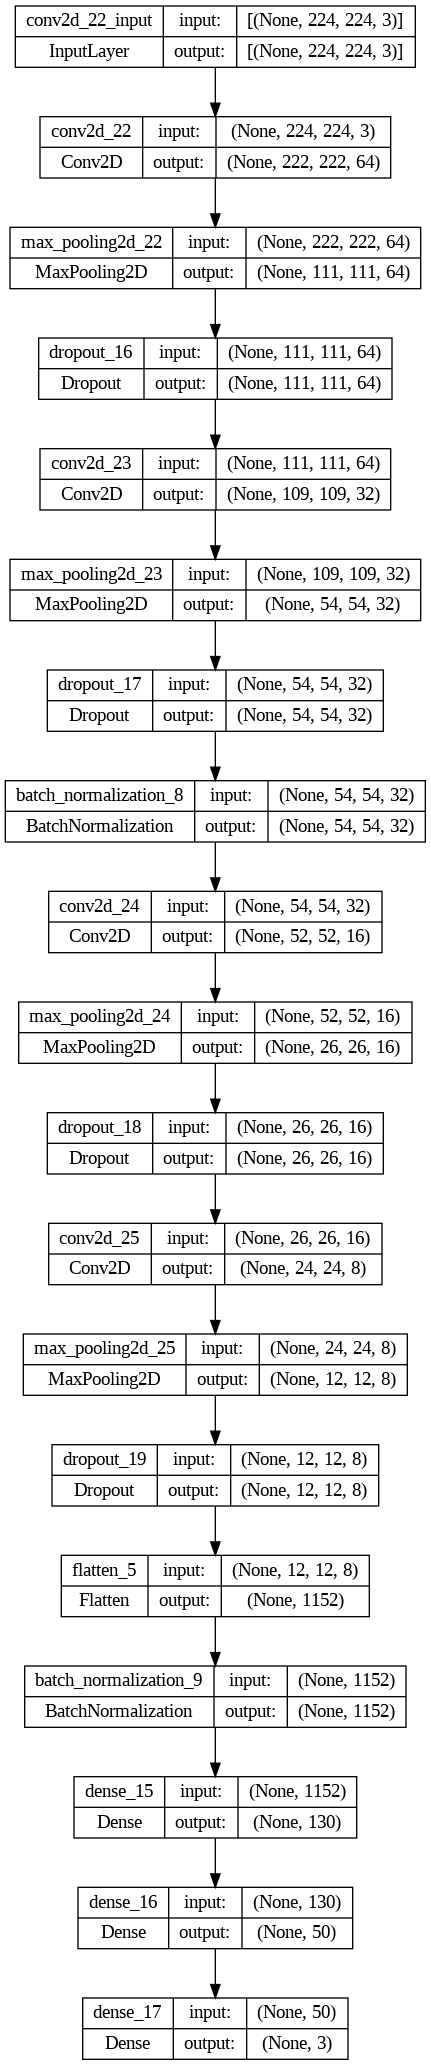 conv2d_22_input input: [(None, 224, 224, 3)]
InputLayer output: [(None, 224, 224, 3)]
conv2d_22 input: (None, 224, 224, 3)
Conv2D output: (None, 222, 222, 64)
max_pooling2d_22 input: (None, 222, 222, 64)
MaxPooling2D output: (None, 111, 111, 64)
dropout_16 input: (None, 111, 111, 64)
Dropout output: (None, 111, 111, 64)
conv2d_23 input: (None, 111, 111, 64)
Conv2D output: (None, 109, 109, 32)
max_pooling2d_23 input: (None, 109, 109, 32)
MaxPooling2D output: (None, 54, 54, 32)
dropout_17 input: (None, 54, 54, 32)
Dropout output: (None, 54, 54, 32)
batch_normalization_8 input: (None, 54, 54, 32)
BatchNormalization output: (None, 54, 54, 32)
conv2d_24 input: (None, 54, 54, 32)
Conv2D output: (None, 52, 52, 16)
max_pooling2d_24 input: (None, 52, 52, 16)
MaxPooling2D output: (None, 26, 26, 16)
dropout_18 input: (None, 26, 26, 16)
Dropout output: (None, 26, 26, 16)
conv2d_25 input: (None, 26, 26, 16)
Conv2D output: (None, 24, 24, 8)
max_pooling2d_25 input: (None, 24, 24, 8)
MaxPooling2D output: (None, 12, 12, 8)
dropout_19 input: (None, 12, 12, 8)
Dropout output: (None, 12, 12, 8)
flatten_5 input: (None, 12, 12, 8)
Flatten output: (None, 1152)
batch_normalization_9 input: (None, 1152)
BatchNormalization output: (None, 1152)
dense_15 input: (None, 1152)
Dense output: (None, 130)
dense_16 input: (None, 130)
Dense output: (None, 50)
dense_17 input: (None, 50)
Dense output: (None, 3)